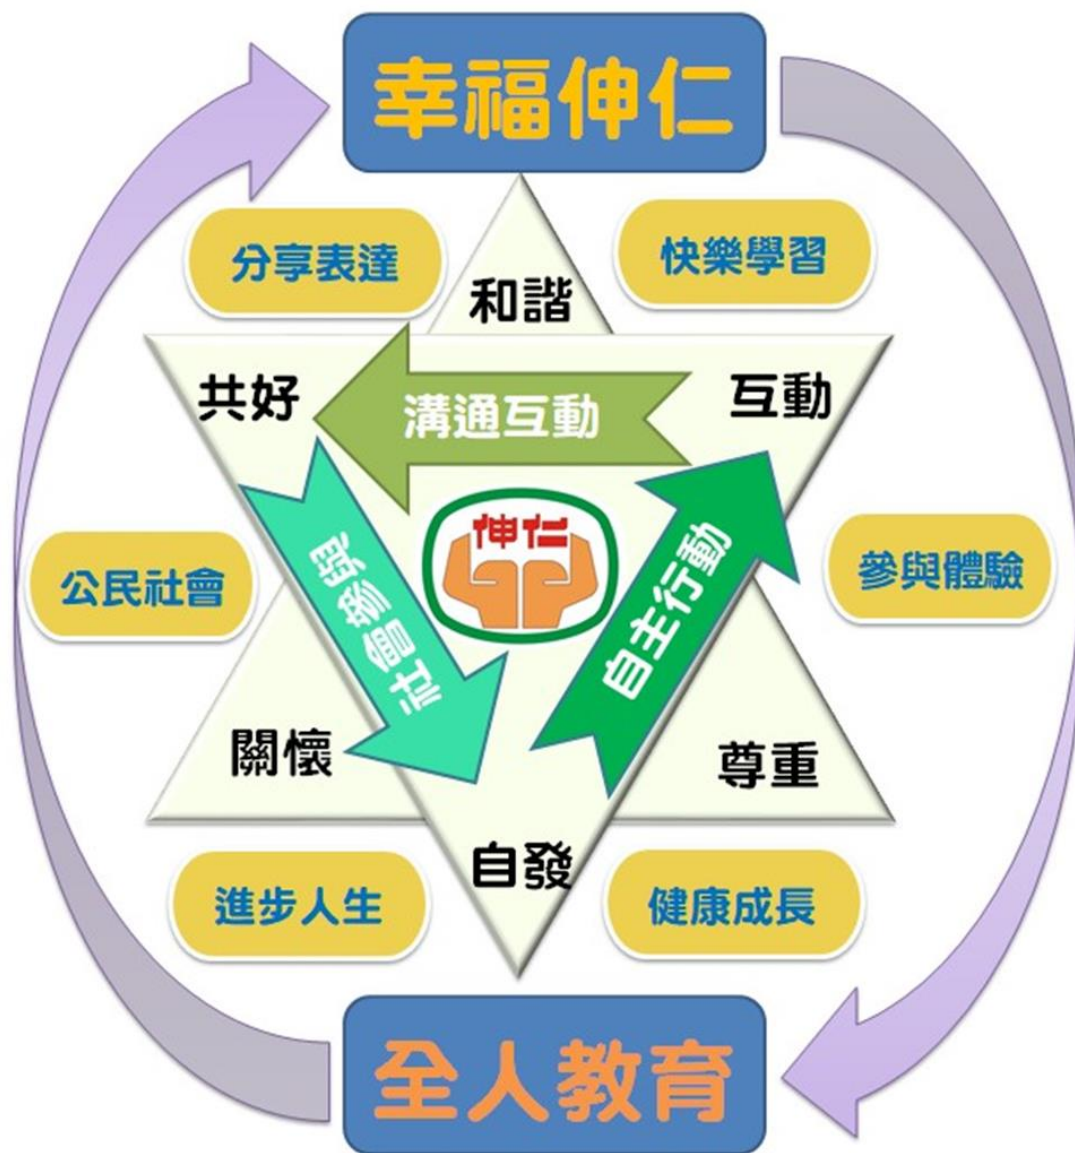 幸福伸仁
分享表達
快樂學習
和諧
共好
溝通互動
互動
伸仁
公民社會
社會參與
自主行動
參與體驗
關懷
尊重
自發
進步人生
健康成長
全人教育